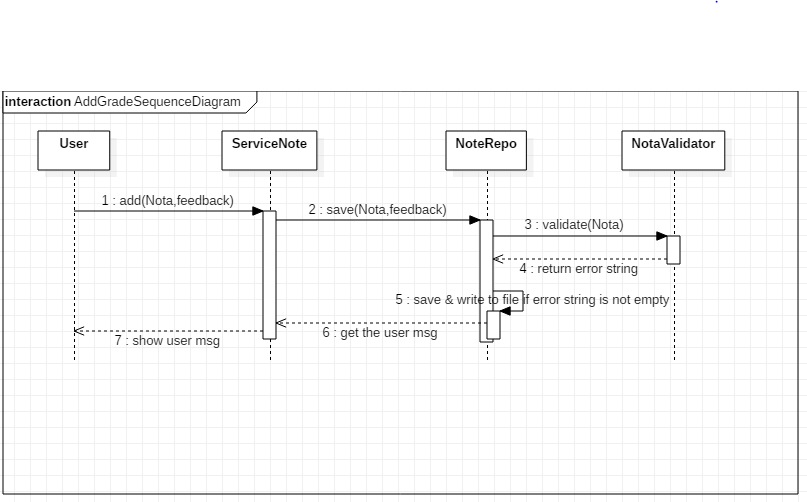 interaction AddGradeSequenceDiagram
User
ServiceNote
NoteRepo
NotaValidator
1 : add(Nota,feedback)
2 : save(Nota,feedback)
3 : validate(Nota)
4 : return error string
5 : save & write to file if error string is not empty
6 : get the user msg
7 : show user msg